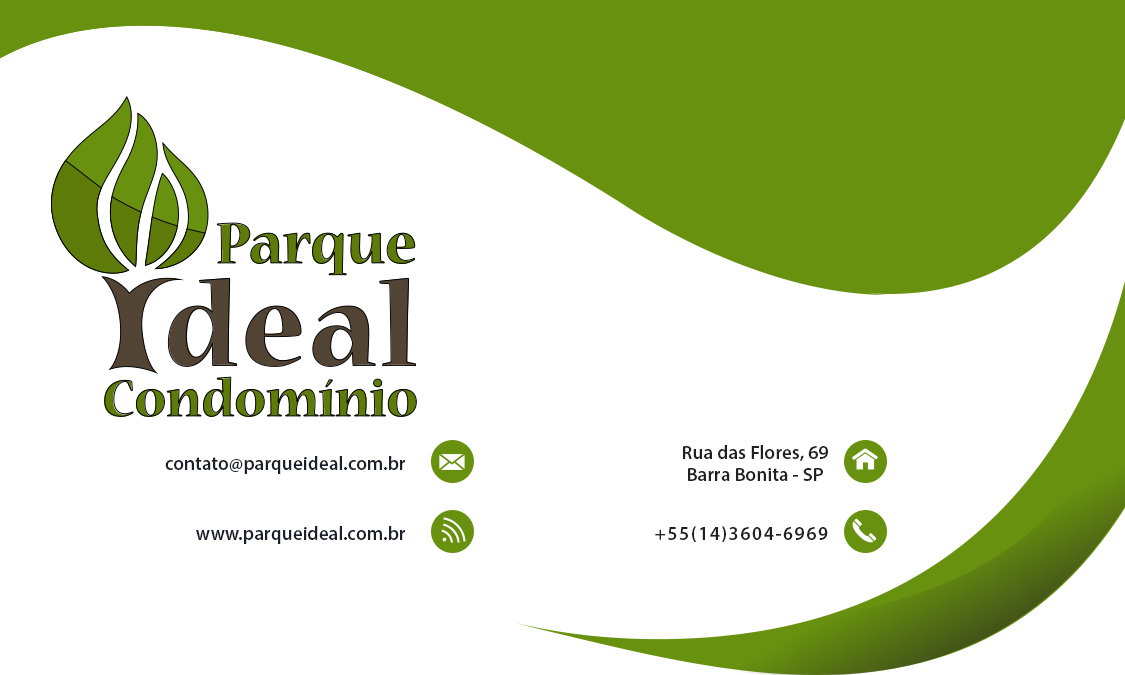 Parque
Ideal
Condomínio
contato@parqueideal.com.br
www.parqueideal.com.br
Rua das Flores, 69
Barra Bonita - SP
+55(14)3604-6969